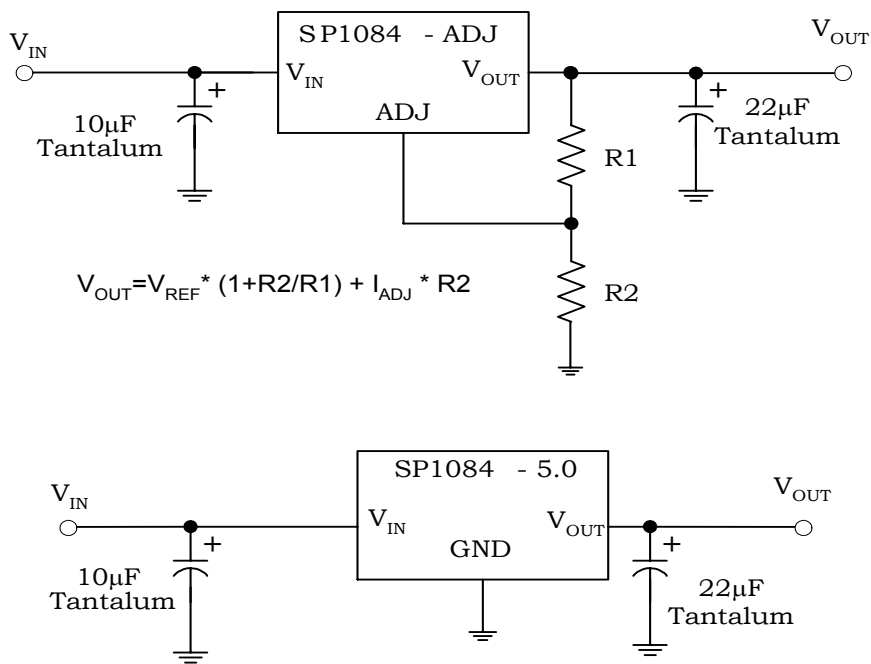 SP1084 - ADJ
V_IN
V_OUT
V_IN
V_OUT
ADJ
+
10μF
Tantalum
+
22μF
Tantalum
R1
V_OUT=V_REF* (1+R2/R1) + I_ADJ * R2
R2
SP1084 - 5.0
V_IN
V_OUT
V_IN
V_OUT
GND
+
10μF
Tantalum
+
22μF
Tantalum